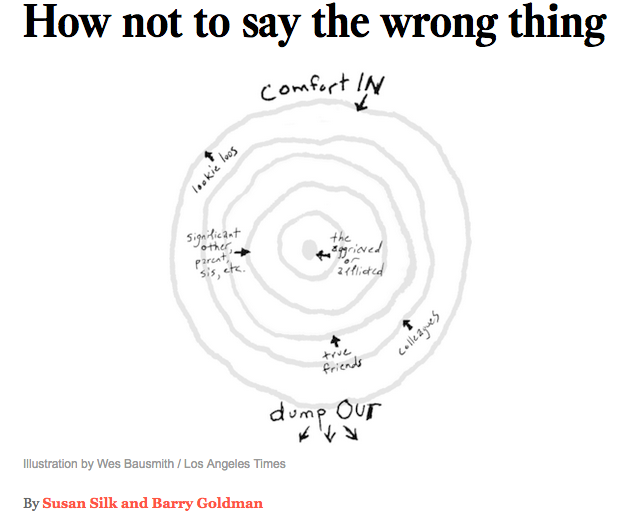 How not to say the wrong thing
Comfort IN
lookie loos
significant
other,
parent,
sis, etc.
the
aggrieved
or
afflicted
colleagues
true
friends
dump OUT
Illustration by Wes Bausmith / Los Angeles Times
By Susan Silk and Barry Goldman